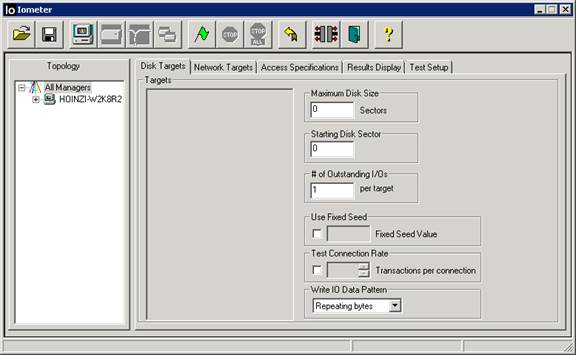 Io Iometer
STOP
STOP
ALL
?
Topology
All Managers
HOINZI-W2K8R2
Disk Targets
Network Targets
Access Specifications
Results Display
Test Setup
Targets
Maximum Disk Size
0
Sectors
Starting Disk Sector
0
# of Outstanding I/Os
1
per target
Use Fixed Seed
Fixed Seed Value
Test Connection Rate
Transactions per connection
Write IO Data Pattern
Repeating bytes